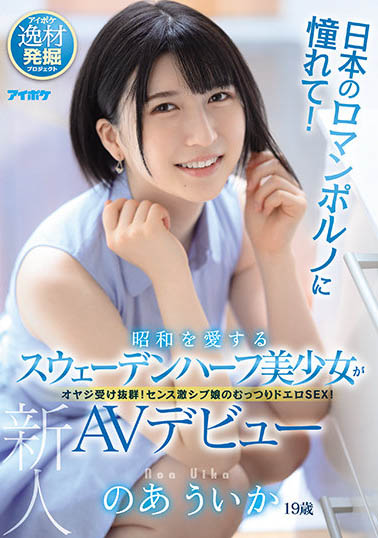 アイポケ
逸材
発掘
プロジェクト
アイポケ
日本のロマンポルノに
憧れて!
昭和を愛する
スウェーデンハーフ美少女が
オヤジ受け抜群!センス激シブ娘のむっつりドエロSEX!
新人
AVデビュー
Noa Uika
のあ ういか 19歳